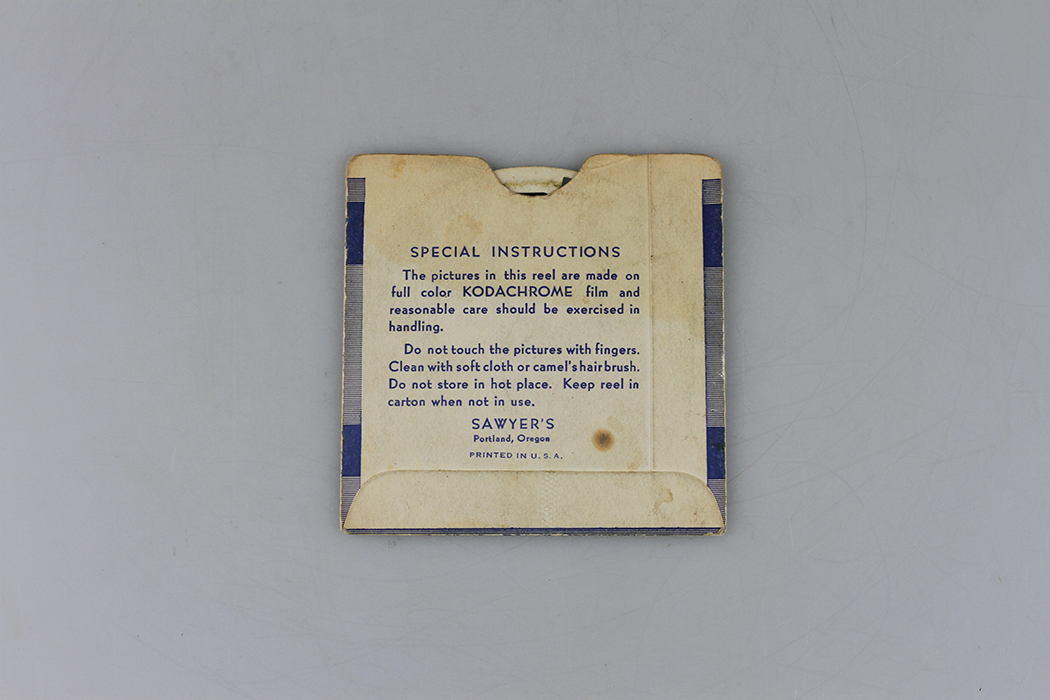 SPECIAL INSTRUCTIONS
The pictures in this reel are made on
full color KODACHROME film and
reasonable care should be exercised in
handling.
Do not touch the pictures with fingers.
Clean with soft cloth or camel's hair brush.
Do not store in hot place. Keep reel in
carton when not in use.
SAWYER'S
Portland, Oregon
PRINTED IN U. S. A.